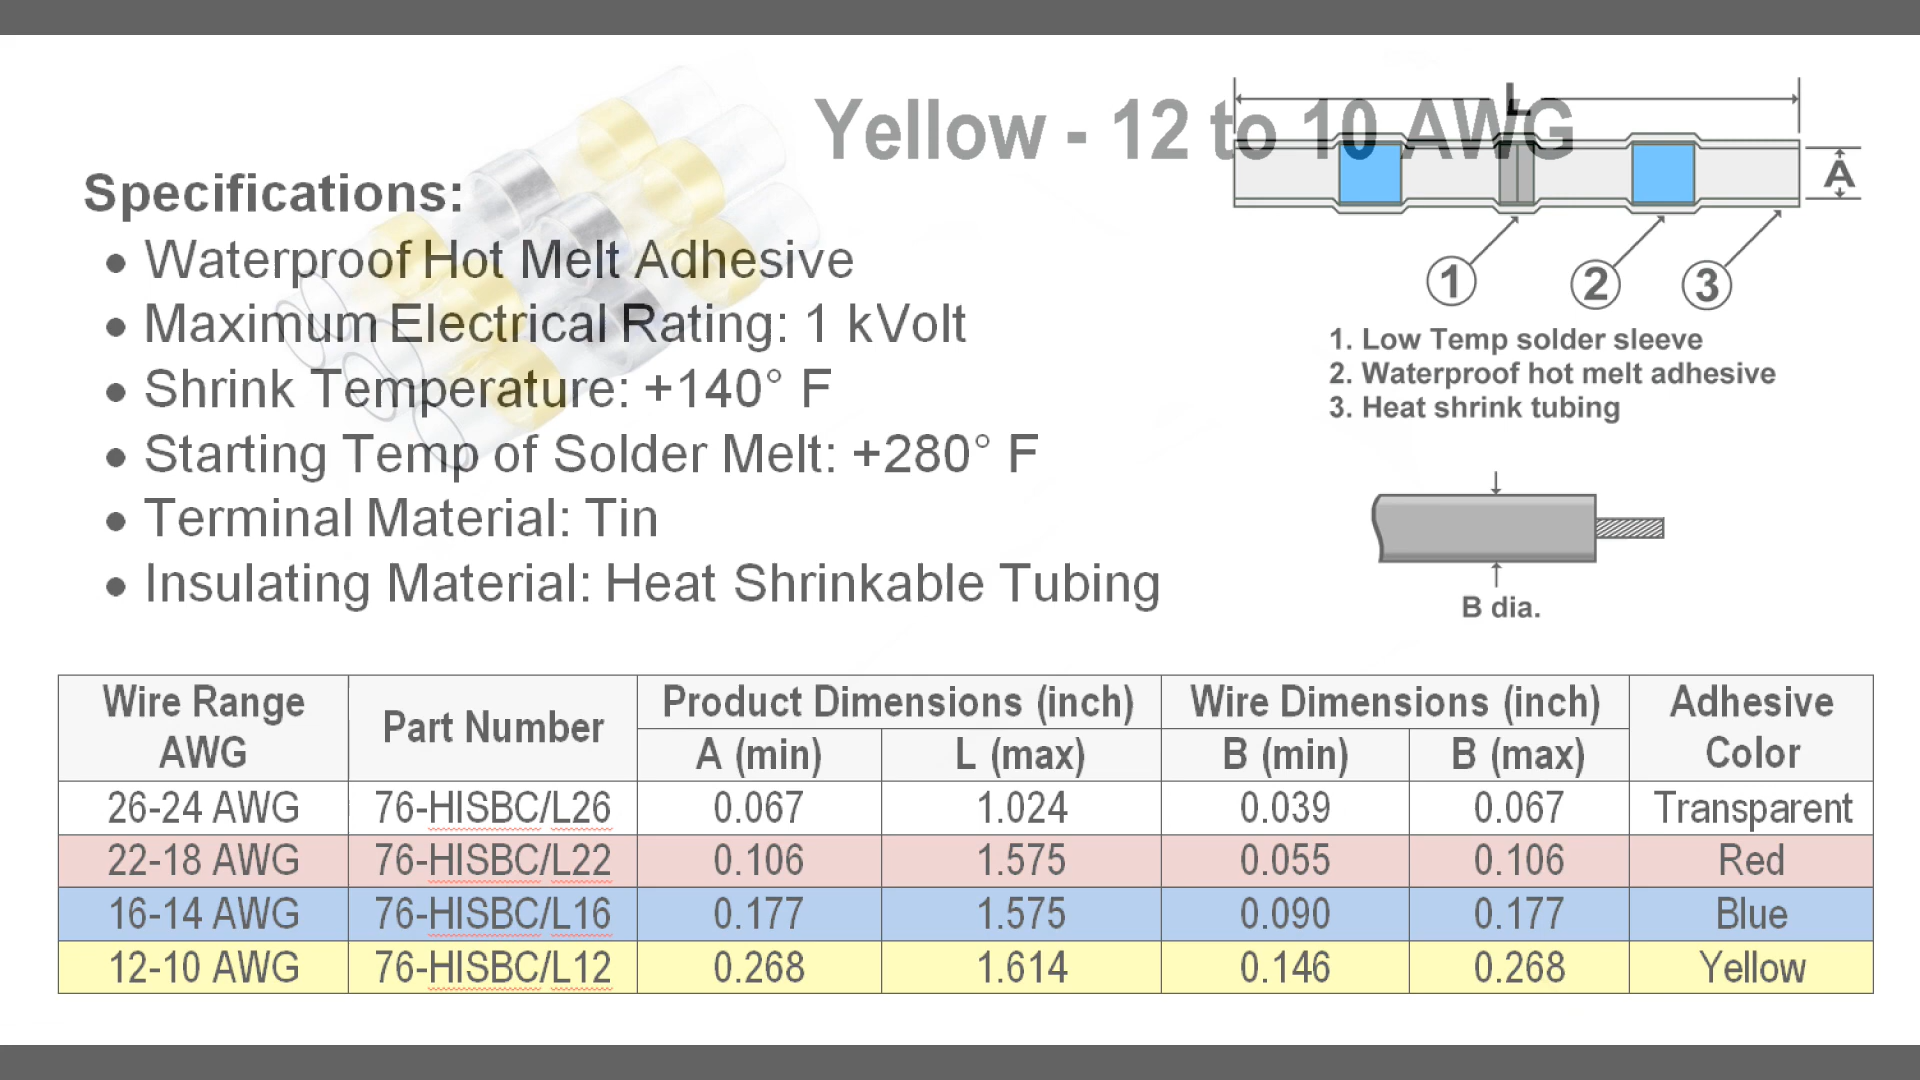 Yellow - 12 to 10 AWG
Specifications:
• Waterproof Hot Melt Adhesive
• Maximum Electrical Rating: 1 kVolt
• Shrink Temperature: +140° F
• Starting Temp of Solder Melt: +280° F
• Terminal Material: Tin
• Insulating Material: Heat Shrinkable Tubing
L
A
1 2 3
1. Low Temp solder sleeve
2. Waterproof hot melt adhesive
3. Heat shrink tubing
B dia.
Wire Range AWG Part Number Product Dimensions (inch) Wire Dimensions (inch) Adhesive Color
A (min) L (max) B (min) B (max)
26-24 AWG 76-HISBC/L26 0.067 1.024 0.039 0.067 Transparent
22-18 AWG 76-HISBC/L22 0.106 1.575 0.055 0.106 Red
16-14 AWG 76-HISBC/L16 0.177 1.575 0.090 0.177 Blue
12-10 AWG 76-HISBC/L12 0.268 1.614 0.146 0.268 Yellow